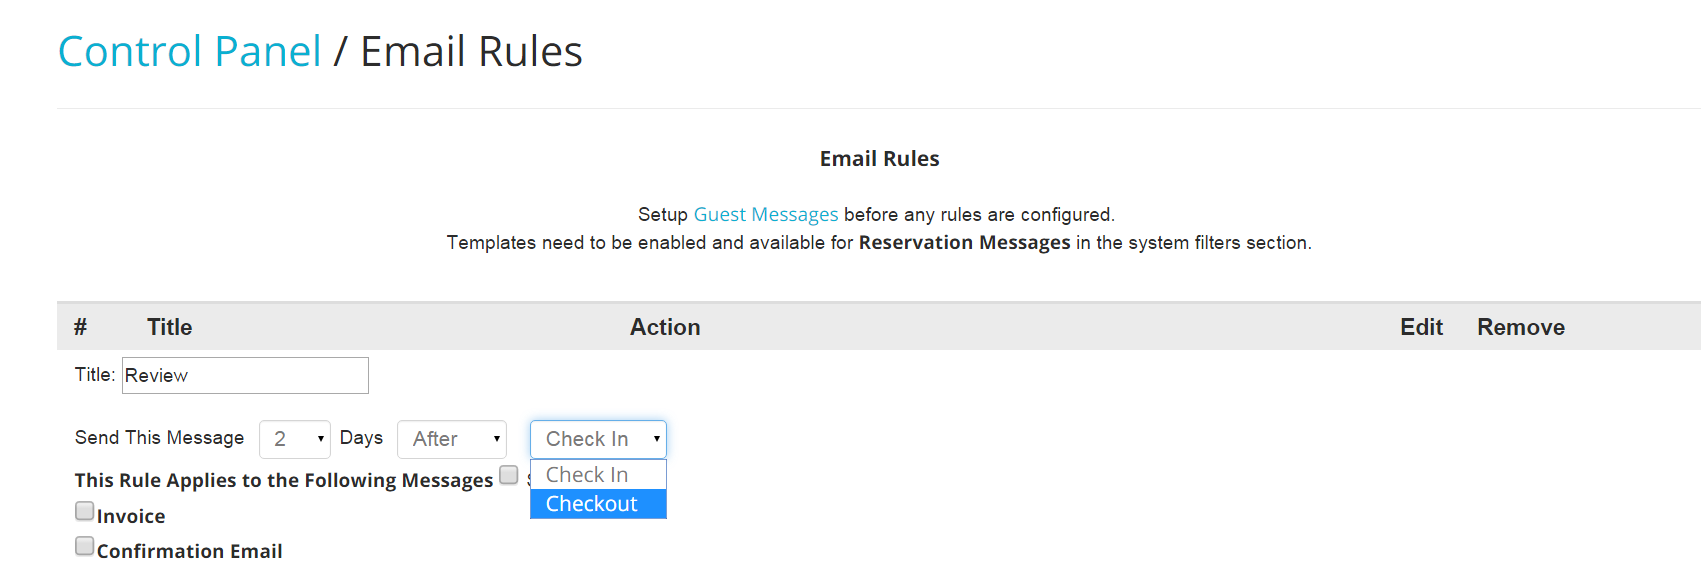 Control Panel / Email Rules
Email Rules
Setup Guest Messages before any rules are configured.
Templates need to be enabled and available for Reservation Messages in the system filters section.
# Title Action Edit Remove
Title: Review
Send This Message 2 Days After Check In
Check In
This Rule Applies to the Following Messages
Checkout
Invoice
Confirmation Email